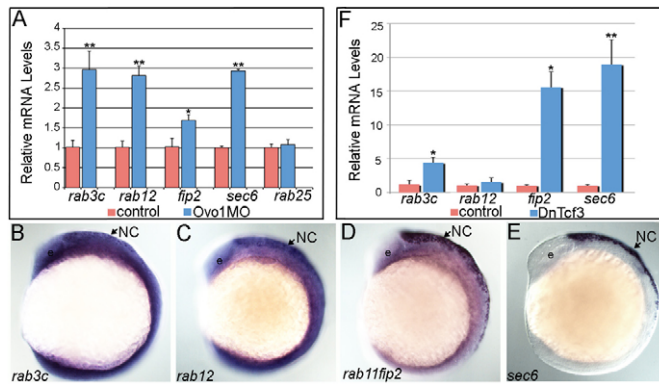 A
Relative mRNA Levels
4
3.5
3
2.5
2
1.5
1
0.5
0
**
**
*
**
rab3c rab12 fip2 sec6 rab25
control Ovo1MO
F
Relative mRNA Levels
25
20
15
10
5
0
*
*
**
rab3c rab12 fip2 sec6
control DnTcf3
B
NC
e
rab3c
C
NC
e
rab12
D
NC
e
rab11fip2
E
NC
e
sec6